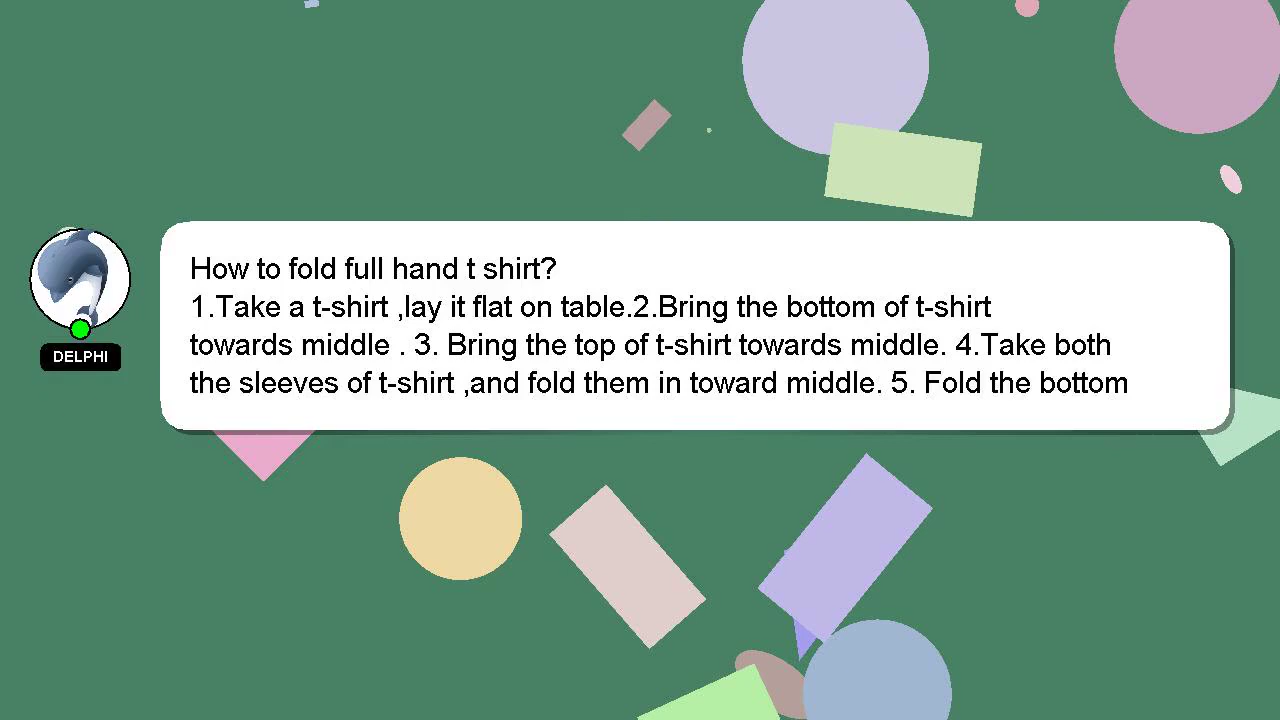 How to fold full hand t shirt?
1.Take a t-shirt ,lay it flat on table.2.Bring the bottom of t-shirt
towards middle . 3. Bring the top of t-shirt towards middle. 4.Take both
the sleeves of t-shirt ,and fold them in toward middle. 5. Fold the bottom
DELPHI